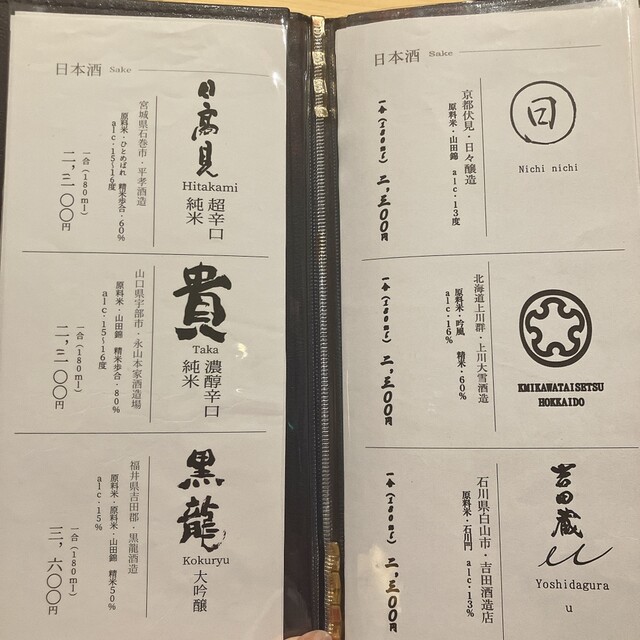 日本酒 Sake
日高見
Hitakami
超辛口
純米
宮城県石巻市・平孝酒造
原料米・ひとめぼれ 精米歩合・60%
alc・15～16度
一合(180ml)
二,三〇〇円
貴
Taka
濃醇辛口
純米
山口県宇部市・永山本家酒造場
原料米・山田錦 精米歩合・80%
alc・15～16度
一合(180ml)
二,三〇〇円
黒龍
Kokuryu
大吟醸
福井県吉田郡・黒龍酒造
原料米・原料米・山田錦 精米50%
alc・15%
一合(180ml)
三,六〇〇円
日本酒 Sake
日
Nichi nichi
京都伏見・日々醸造
原料米・山田錦 alc・13度
一合(180ml) 二,三〇〇円
KMIKAWATAISETSU
HOKKAIDO
北海道上川群・上川大雪酒造
原料米・吟風 精米・60%
alc・16%
一合(180ml) 二,三〇〇円
吉田蔵
u
Yoshidagura
u
石川県白山市・吉田酒造店
原料米・石川門 alc・13%
一合(180ml) 二,三〇〇円